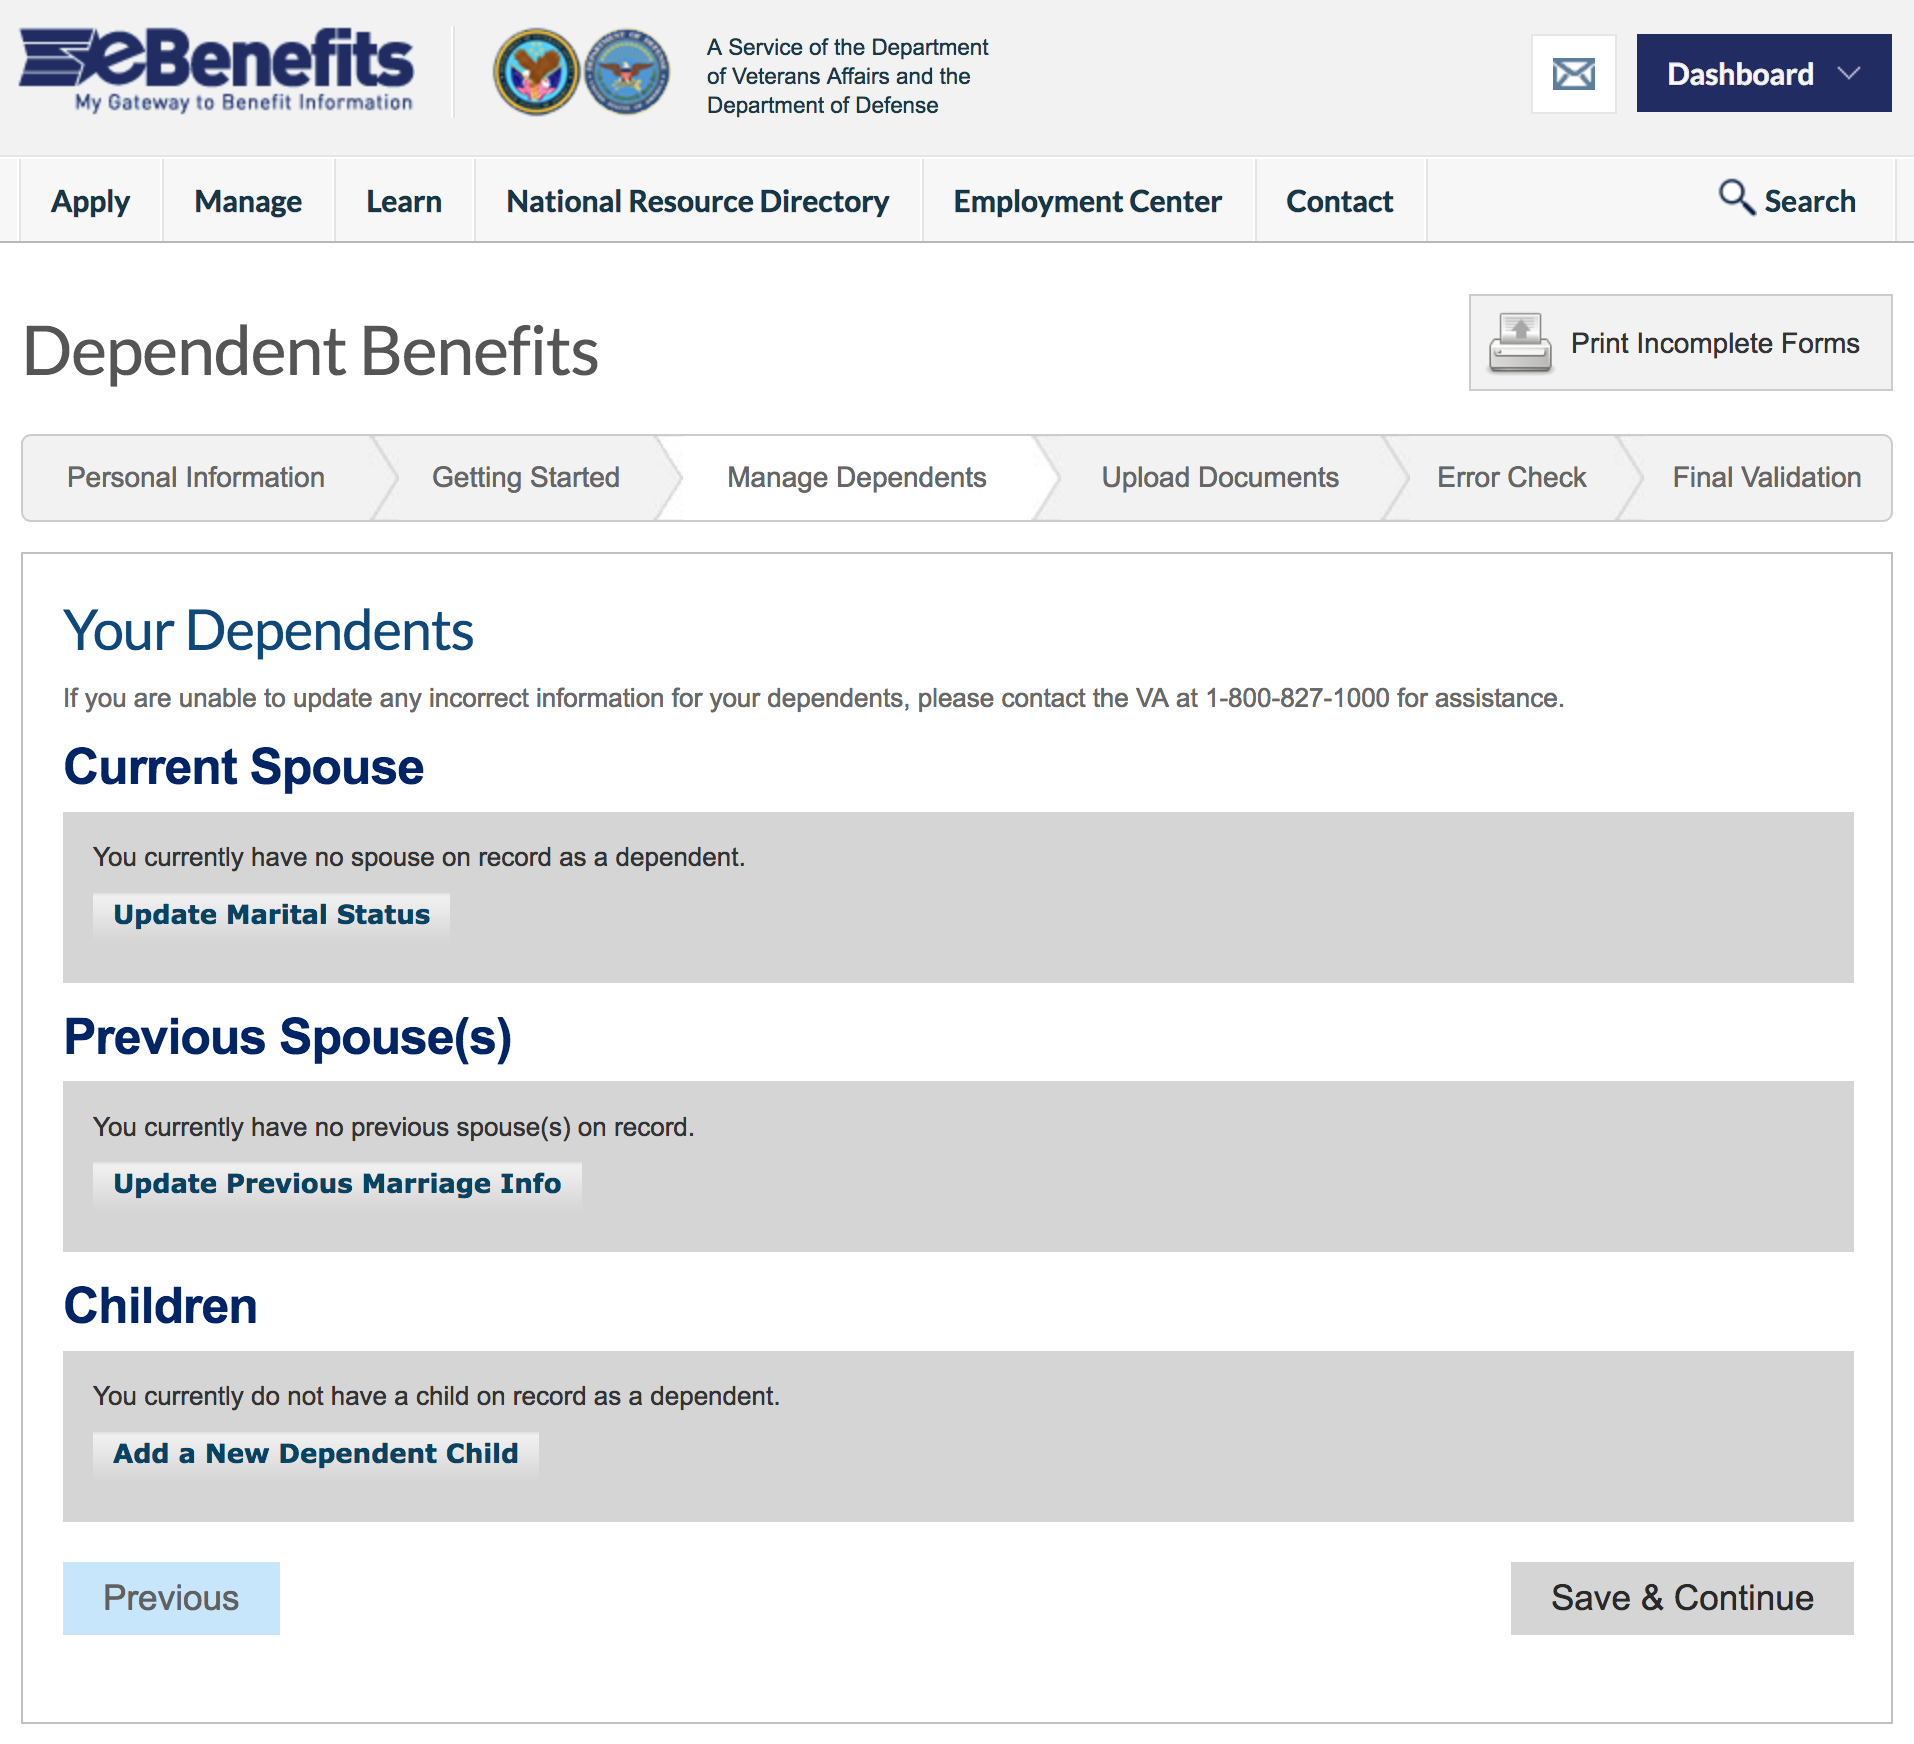 eBenefits
My Gateway to Benefit Information
A Service of the Department
of Veterans Affairs and the
Department of Defense
Dashboard
Apply
Manage
Learn
National Resource Directory
Employment Center
Contact
Search
Dependent Benefits
Print Incomplete Forms
Personal Information
Getting Started
Manage Dependents
Upload Documents
Error Check
Final Validation
Your Dependents
If you are unable to update any incorrect information for your dependents, please contact the VA at 1-800-827-1000 for assistance.
Current Spouse
You currently have no spouse on record as a dependent.
Update Marital Status
Previous Spouse(s)
You currently have no previous spouse(s) on record.
Update Previous Marriage Info
Children
You currently do not have a child on record as a dependent.
Add a New Dependent Child
Previous
Save & Continue